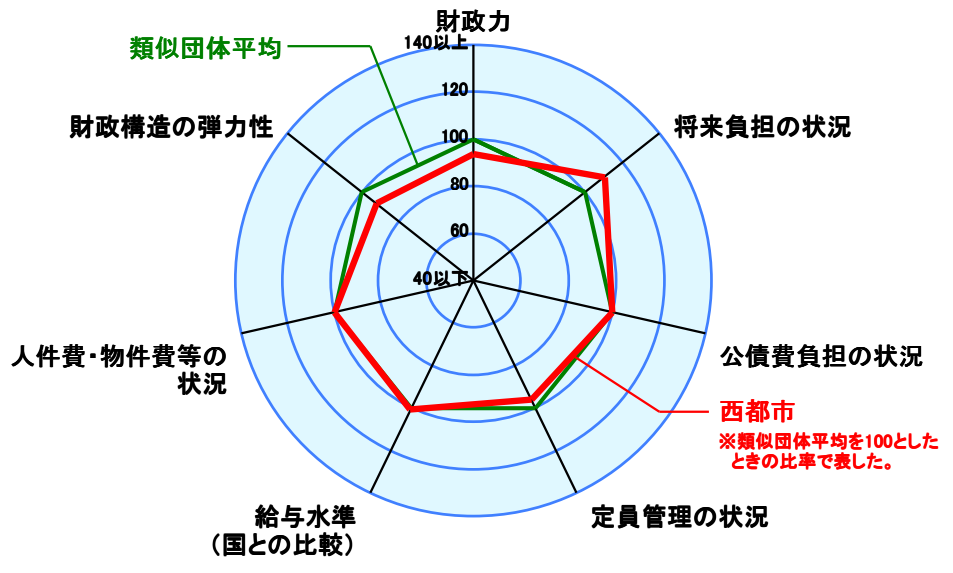 財政力
140以上
類似団体平均
120
財政構造の弾力性
100
将来負担の状況
80
60
40以下
人件費・物件費等の
状況
公債費負担の状況
西都市
※類似団体平均を100とした
ときの比率で表した。
給与水準
（国との比較）
定員管理の状況